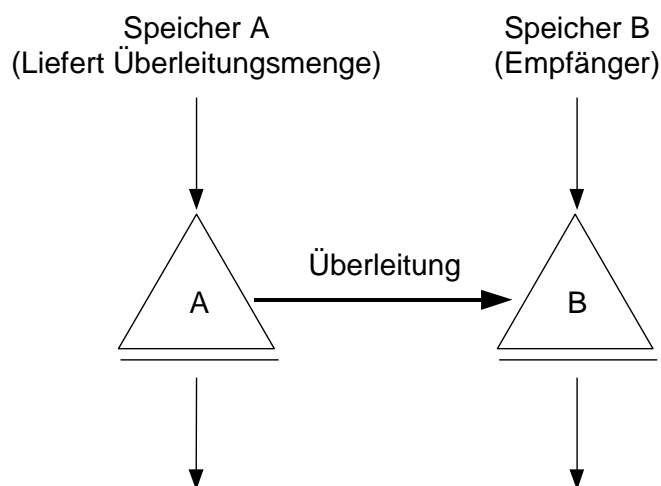 Speicher A
(Liefert Überleitungsmenge)
Speicher B
(Empfänger)
Überleitung
A
B